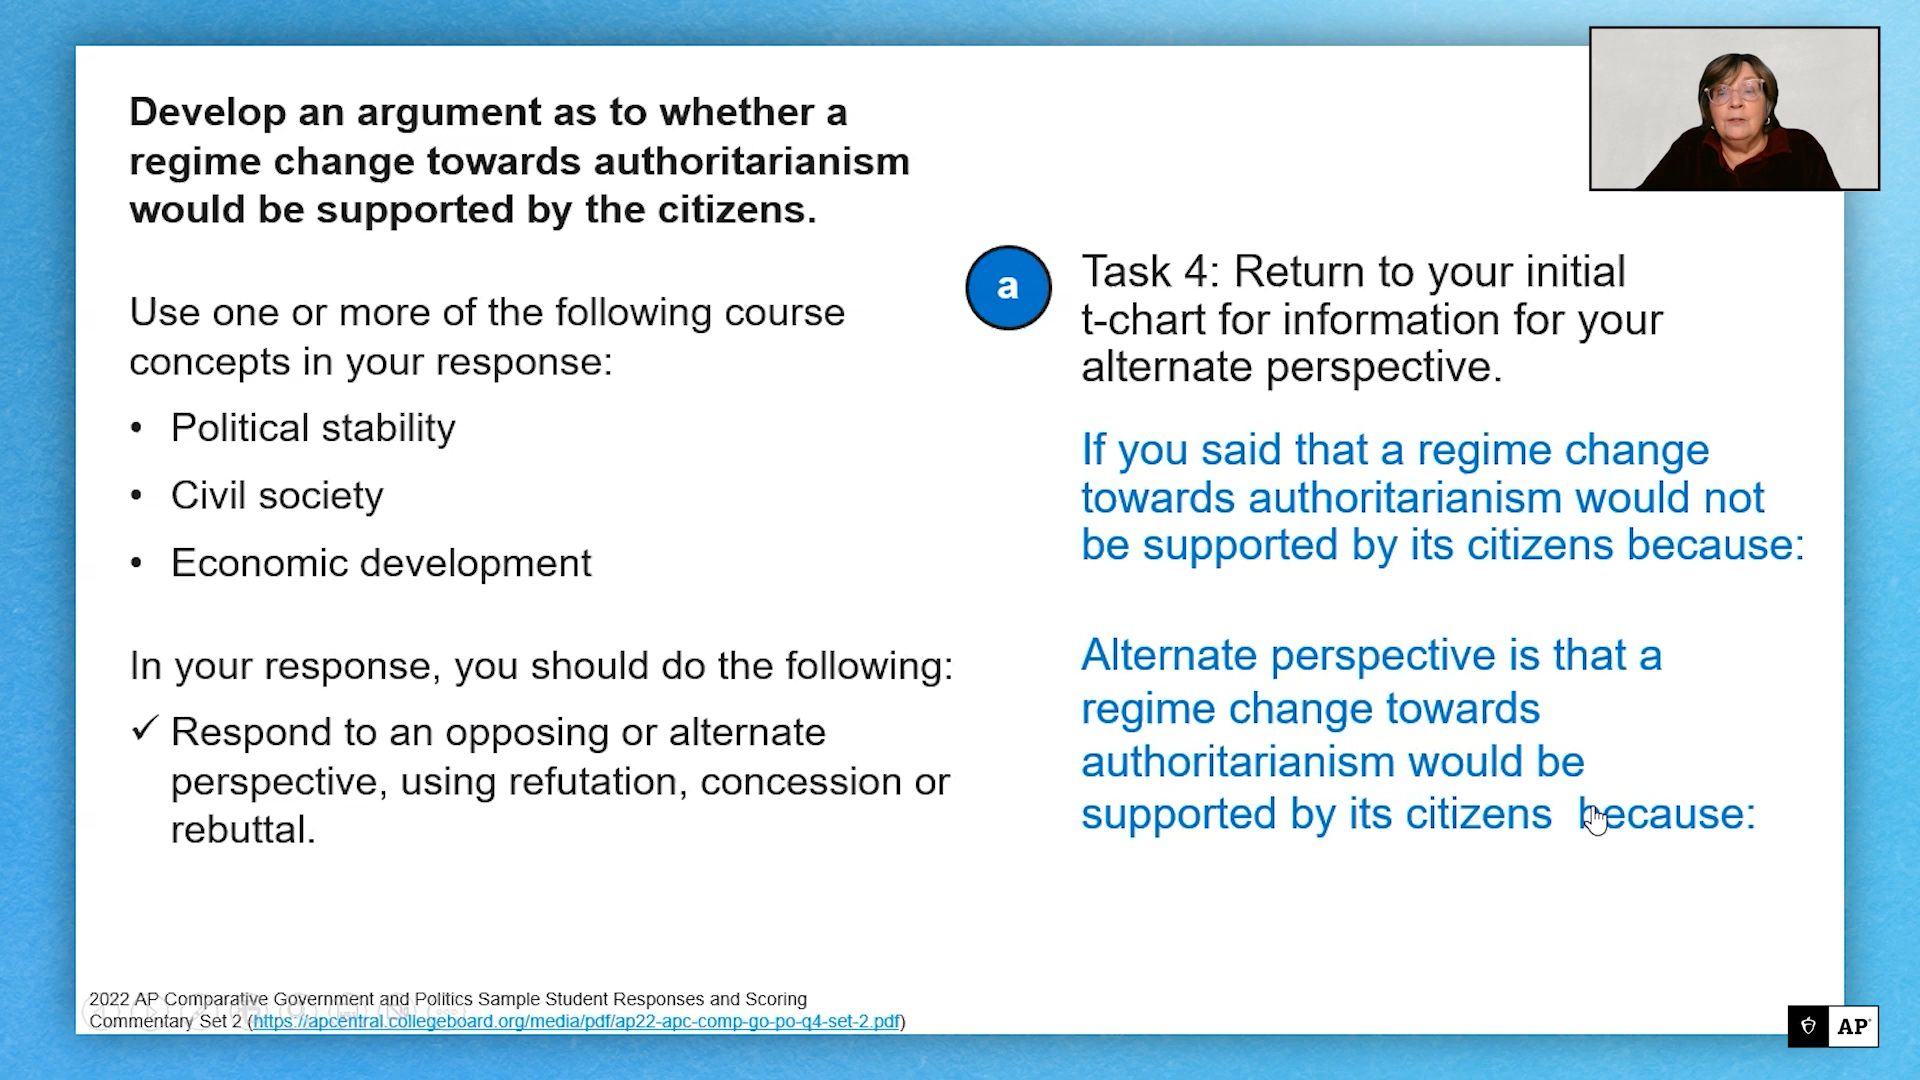 Develop an argument as to whether a
regime change towards authoritarianism
would be supported by the citizens.
Use one or more of the following course
concepts in your response:
• Political stability
• Civil society
• Economic development
In your response, you should do the following:
✓ Respond to an opposing or alternate
perspective, using refutation, concession or
rebuttal.
a
Task 4: Return to your initial
t-chart for information for your
alternate perspective.
If you said that a regime change
towards authoritarianism would not
be supported by its citizens because:
Alternate perspective is that a
regime change towards
authoritarianism would be
supported by its citizens because:
2022 AP Comparative Government and Politics Sample Student Responses and Scoring
Commentary Set 2 (https://apcentral.collegeboard.org/media/pdf/ap22-apc-comp-go-po-q4-set-2.pdf)
AP